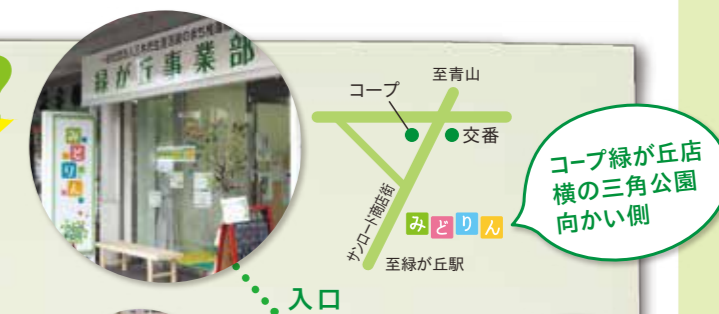 緑が丘事業部
みどりん
至青山
コープ
交番
サンロード商店街
みどりん
至緑が丘駅
コープ緑が丘店
横の三角公園
向かい側
入口